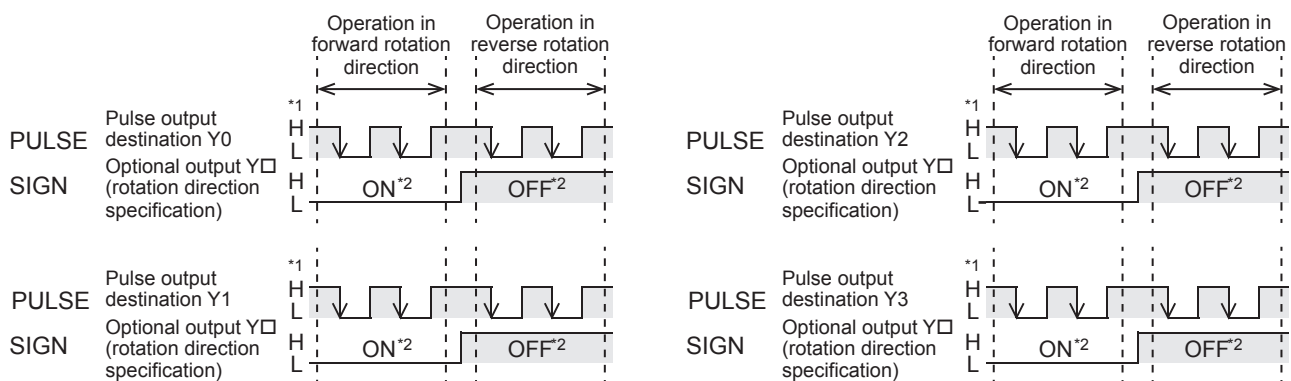 Operation in
forward rotation
direction
Operation in
reverse rotation
direction
PULSE
Pulse output
destination Y0
*1
H
L
SIGN
Optional output Y□
(rotation direction
specification)
H
L
ON*2
OFF*2
PULSE
Pulse output
destination Y1
*1
H
L
SIGN
Optional output Y□
(rotation direction
specification)
H
L
ON*2
OFF*2
Operation in
forward rotation
direction
Operation in
reverse rotation
direction
PULSE
Pulse output
destination Y2
*1
H
L
SIGN
Optional output Y□
(rotation direction
specification)
H
L
ON*2
OFF*2
PULSE
Pulse output
destination Y3
*1
H
L
SIGN
Optional output Y□
(rotation direction
specification)
H
L
ON*2
OFF*2